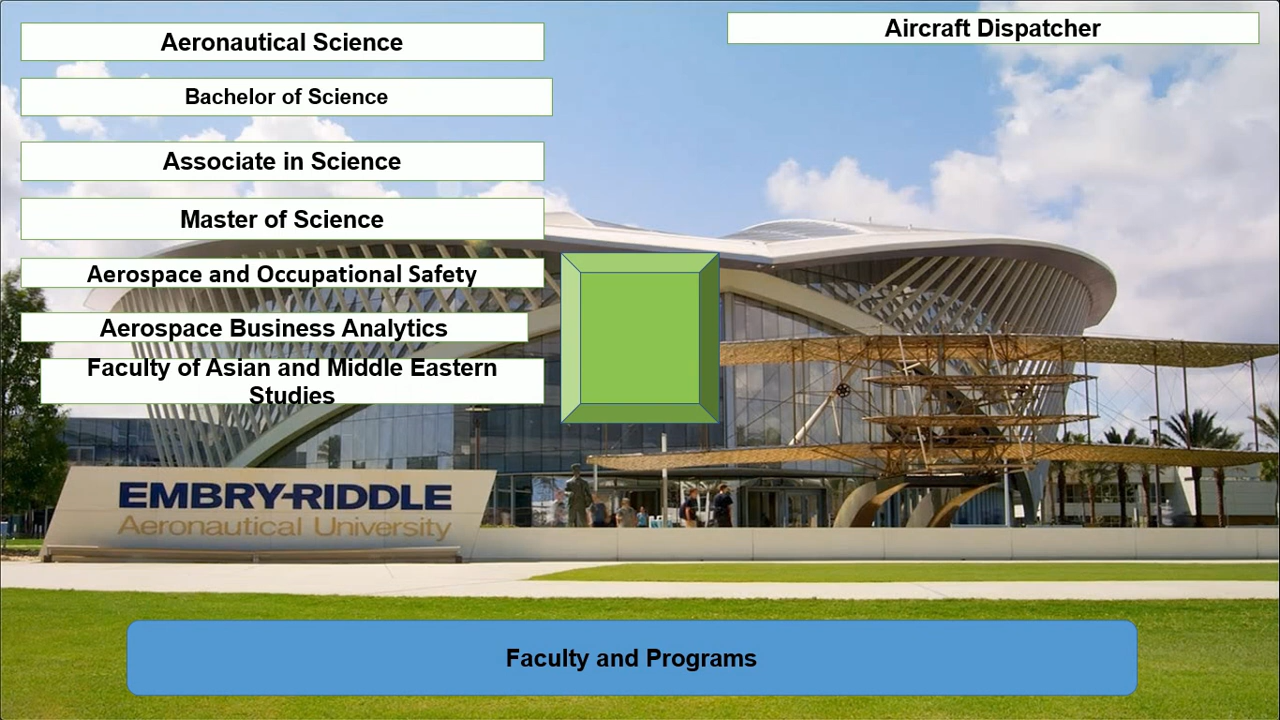 Aeronautical Science
Aircraft Dispatcher
Bachelor of Science
Associate in Science
Master of Science
Aerospace and Occupational Safety
Aerospace Business Analytics
Faculty of Asian and Middle Eastern
Studies
EMBRY-RIDDLE
Aeronautical University
Faculty and Programs